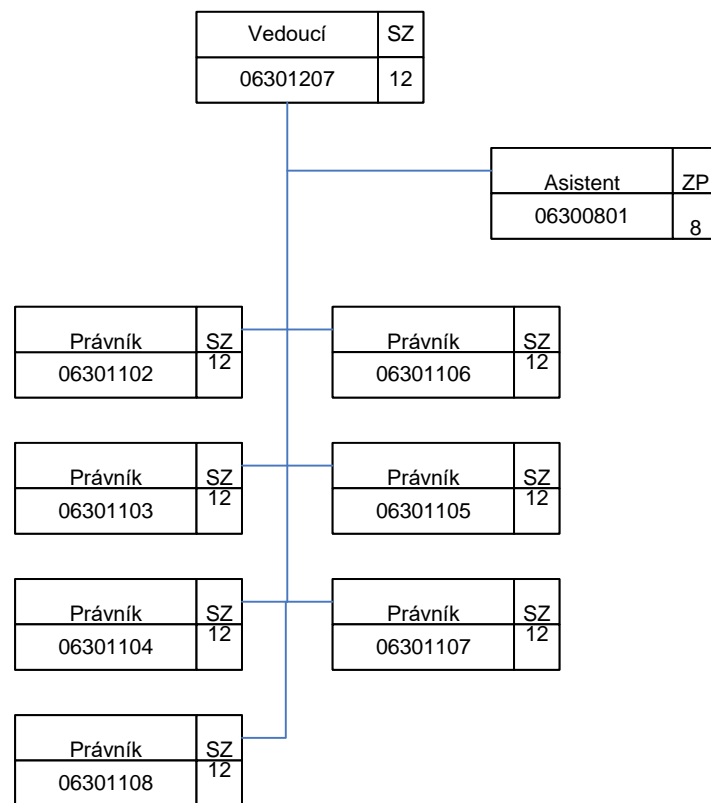 Vedoucí SZ
06301207 12
Asistent ZP
06300801 8
Právník SZ
06301102 12
Právník SZ
06301106 12
Právník SZ
06301103 12
Právník SZ
06301105 12
Právník SZ
06301104 12
Právník SZ
06301107 12
Právník SZ
06301108 12